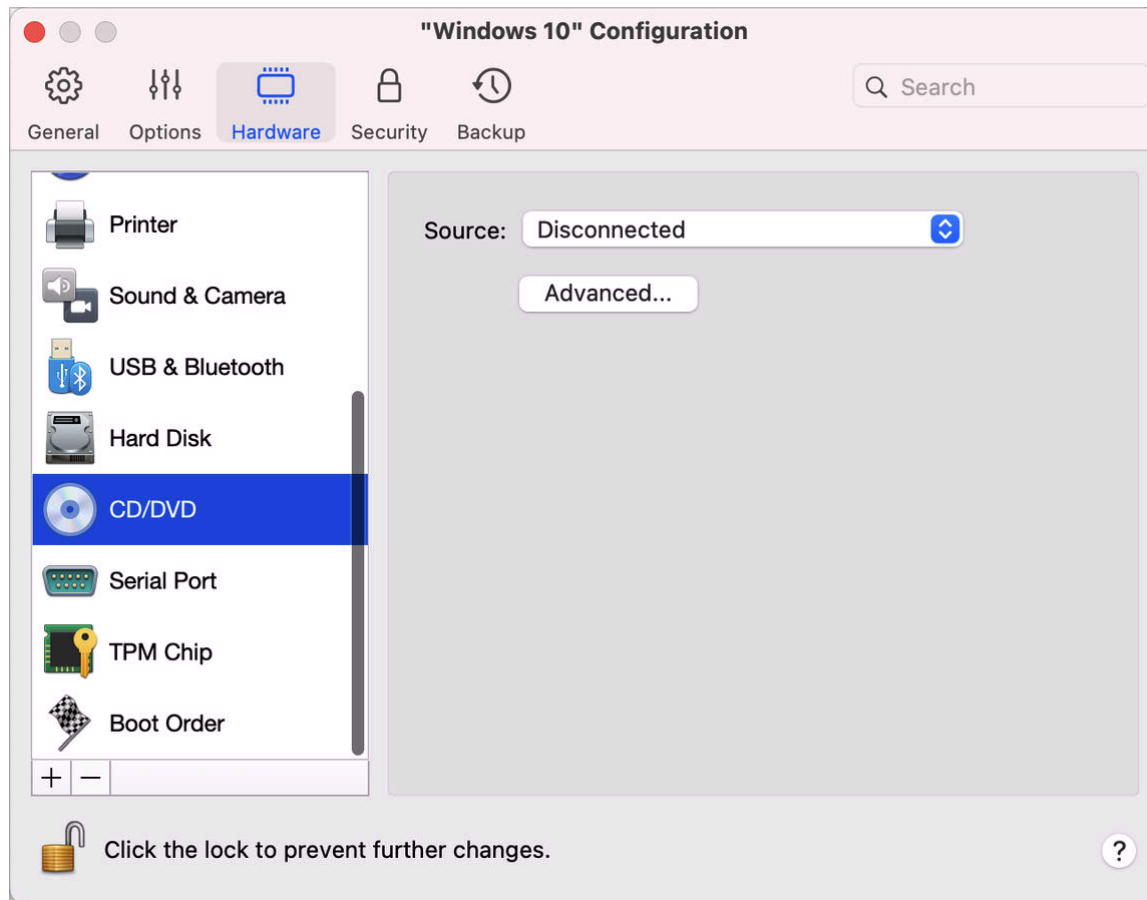 "Windows 10" Configuration
General Options Hardware Security Backup
Search
Printer
Sound & Camera
USB & Bluetooth
Hard Disk
CD/DVD
Serial Port
TPM Chip
Boot Order
Source: Disconnected
Advanced...
Click the lock to prevent further changes.
?